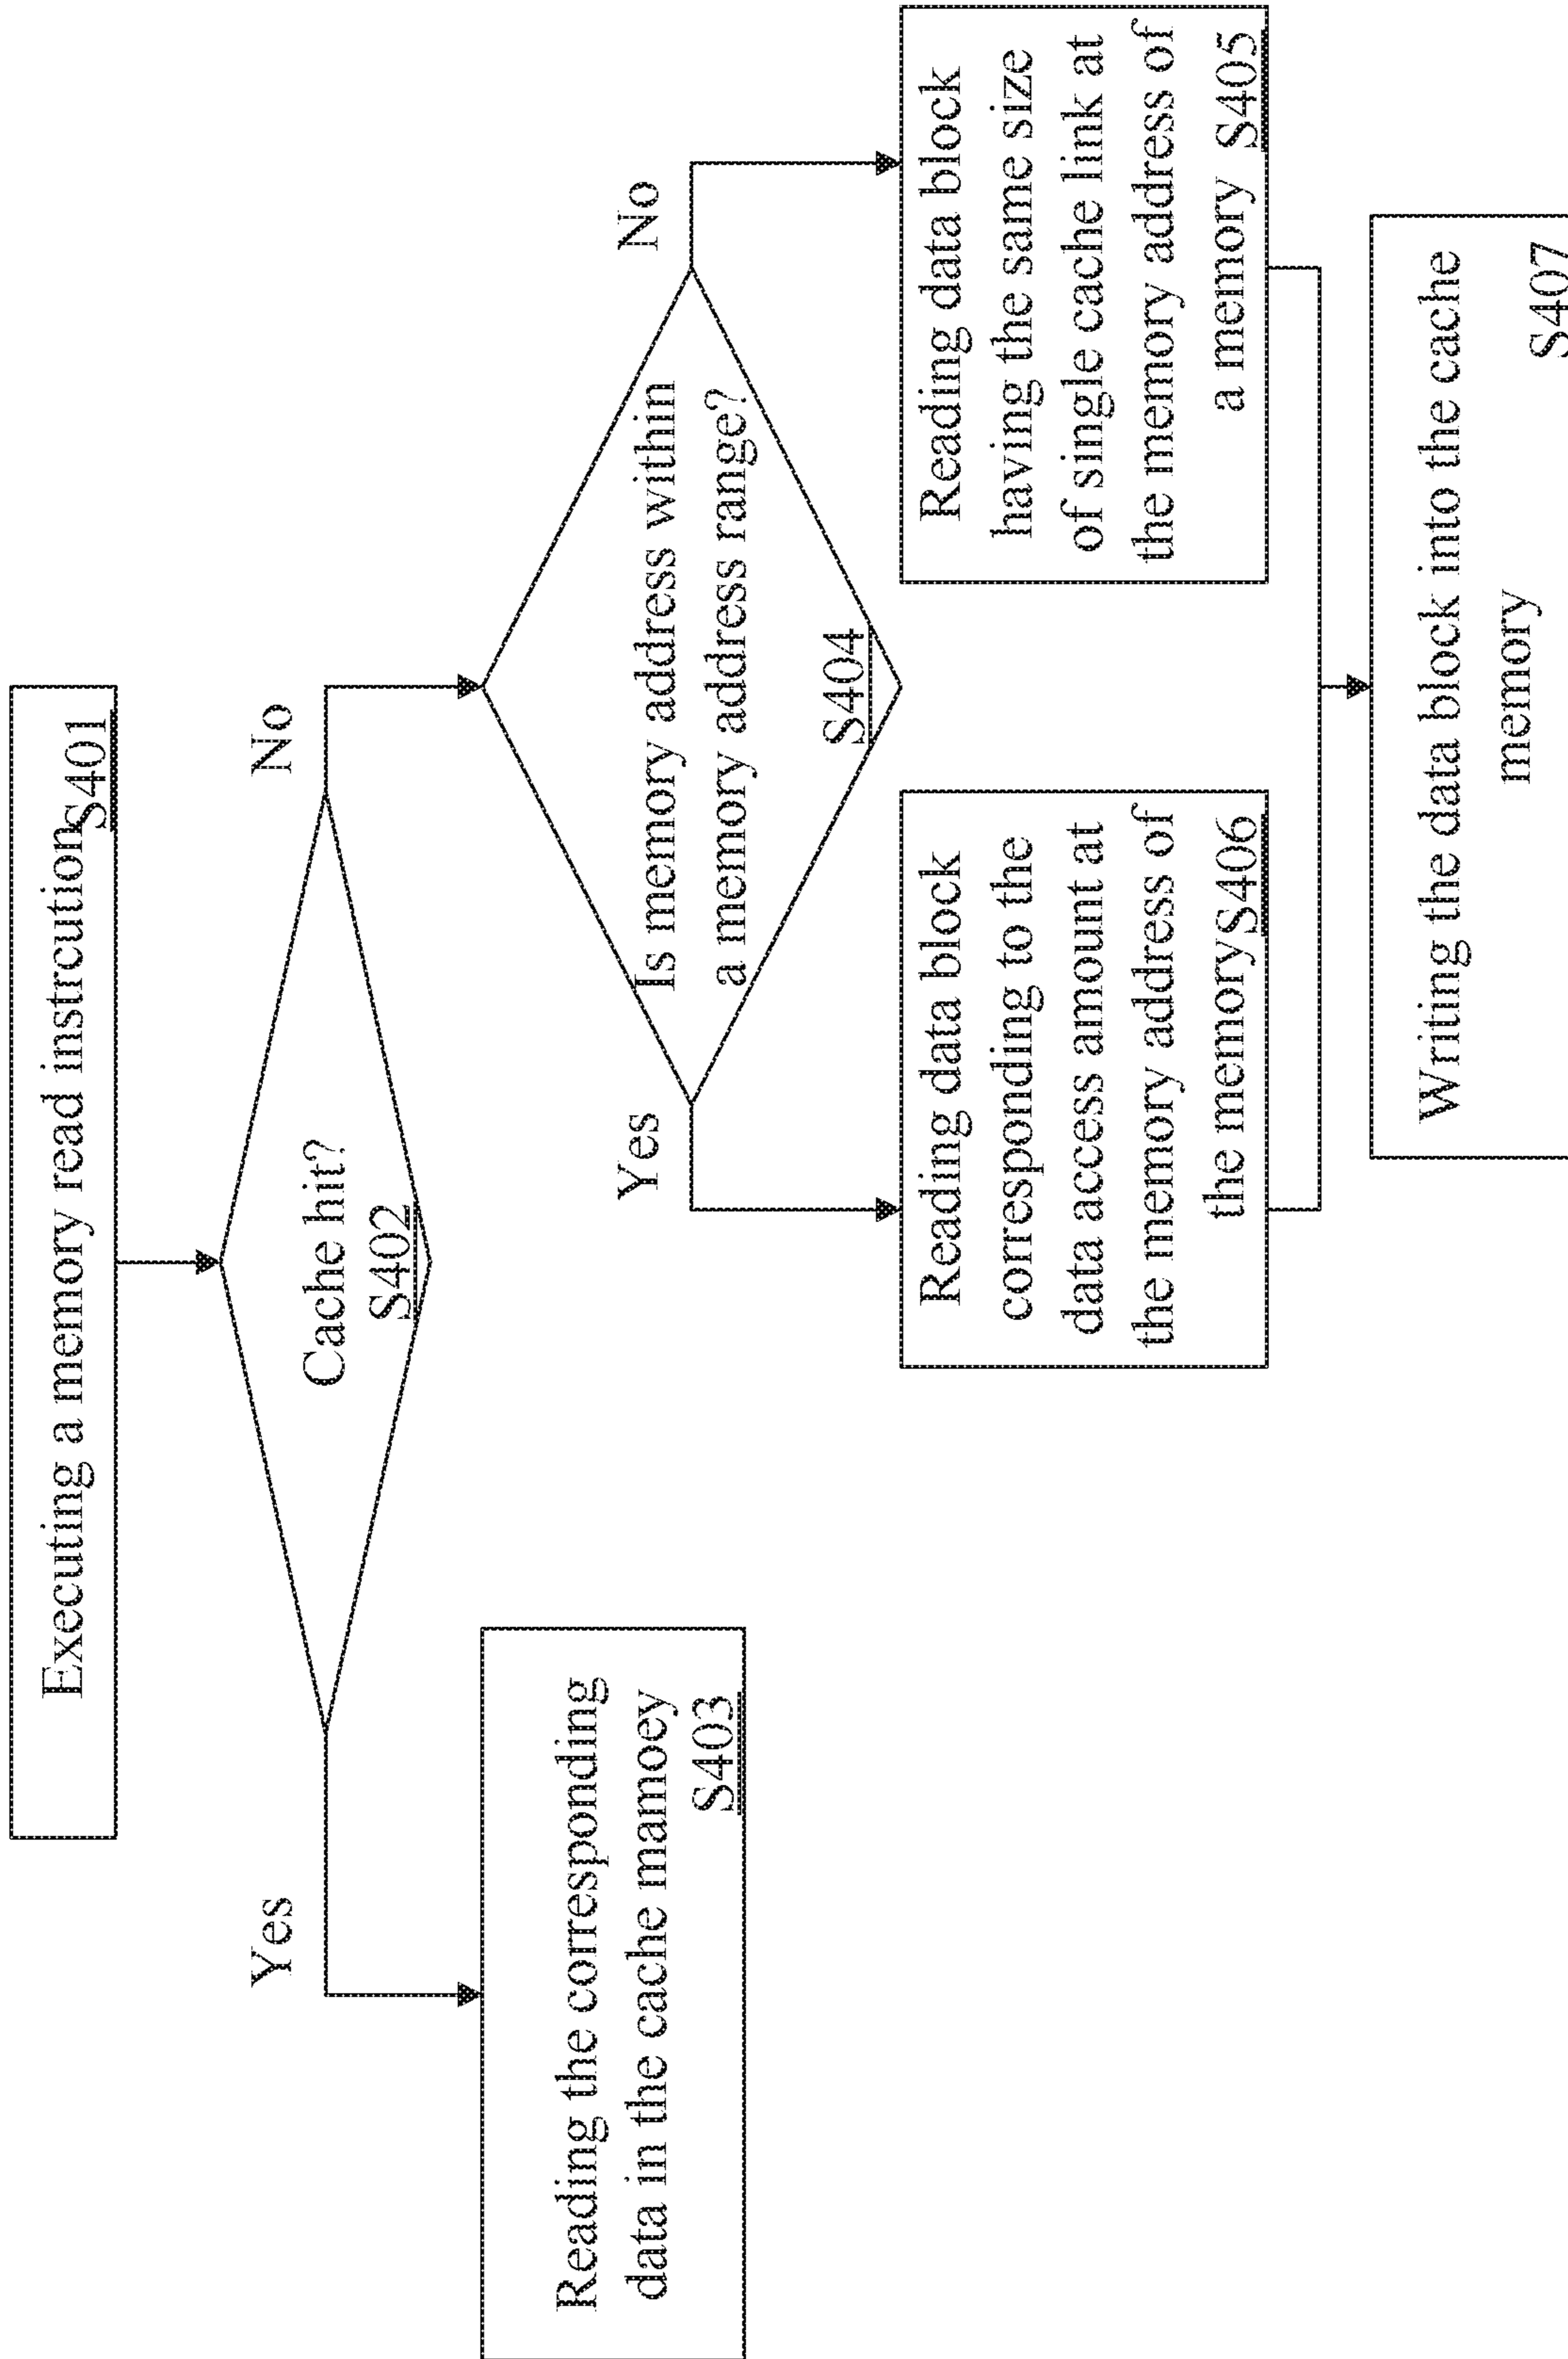 Executing a memory read instrcution
S401
Cache hit?
S402
Yes
No
Reading the corresponding
data in the cache mamoey
S403
Is memory address within
a memory address range?
S404
Yes
No
Reading data block
corresponding to the
data access amount at
the memory address of
the memory S406
Reading data block
having the same size
of single cache link at
the memory address of
a memory S405
Writing the data block into the cache
memory
S407